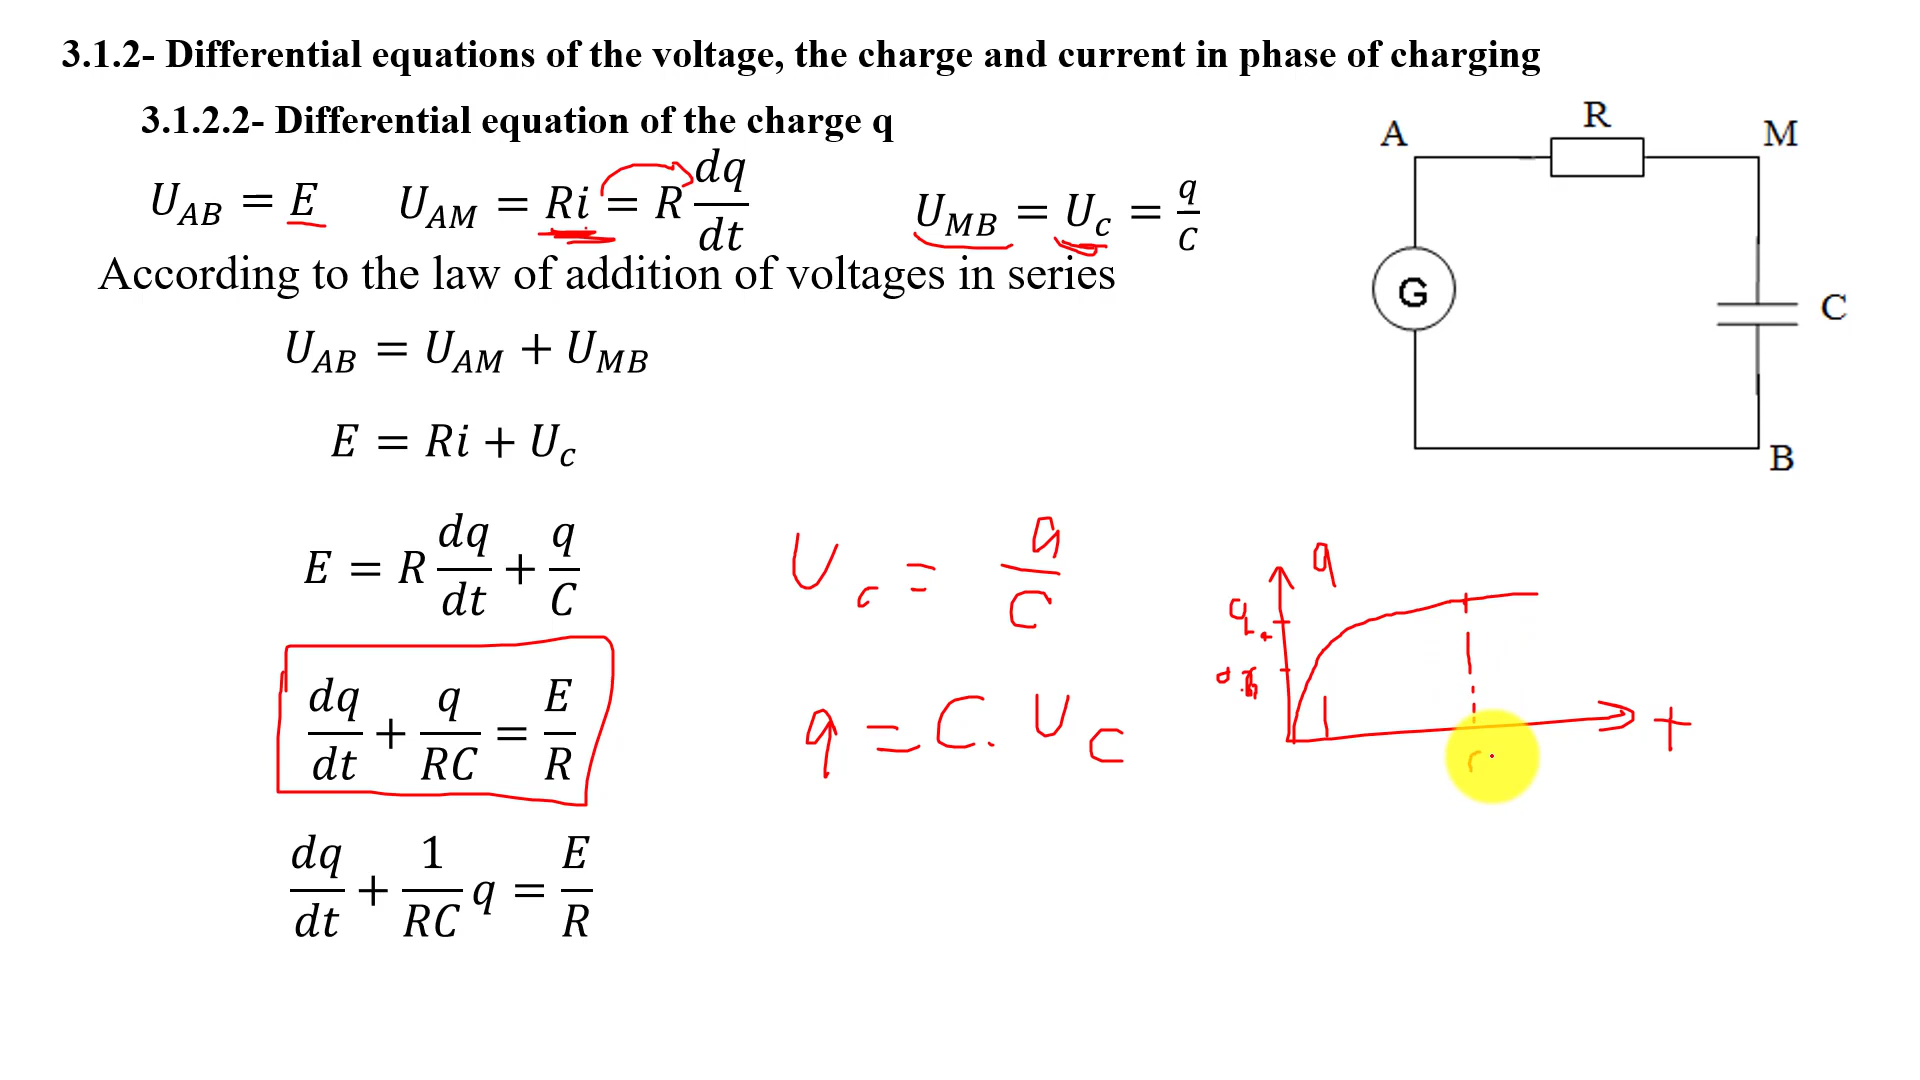 3.1.2- Differential equations of the voltage, the charge and current in phase of charging
3.1.2.2- Differential equation of the charge q
U_AB = E    U_AM = Ri = R dq/dt    U_MB = U_c = q/C
According to the law of addition of voltages in series
U_AB = U_AM + U_MB
E = Ri + U_c
E = R dq/dt + q/C
dq/dt + q/RC = E/R
dq/dt + 1/RC q = E/R
A
R
M
G
C
B
U_c = q/C
q = C. U_C
q
q
t